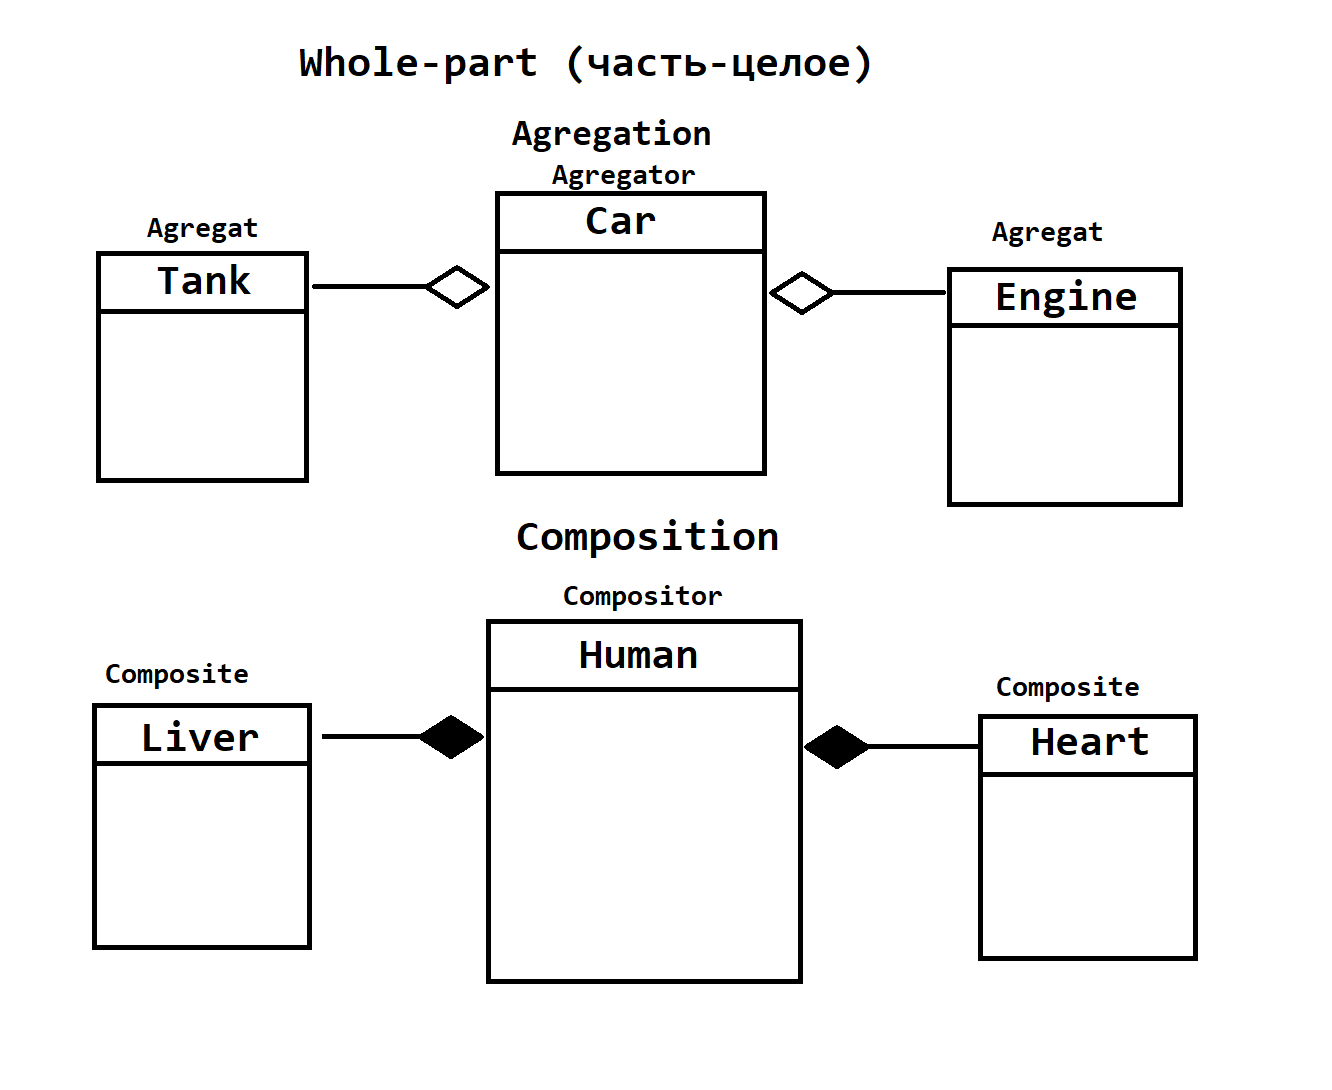 Whole-part (часть-целое)
Agregation
Agregator
Car
Agregat
Tank
Agregat
Engine
Composition
Compositor
Human
Composite
Liver
Composite
Heart